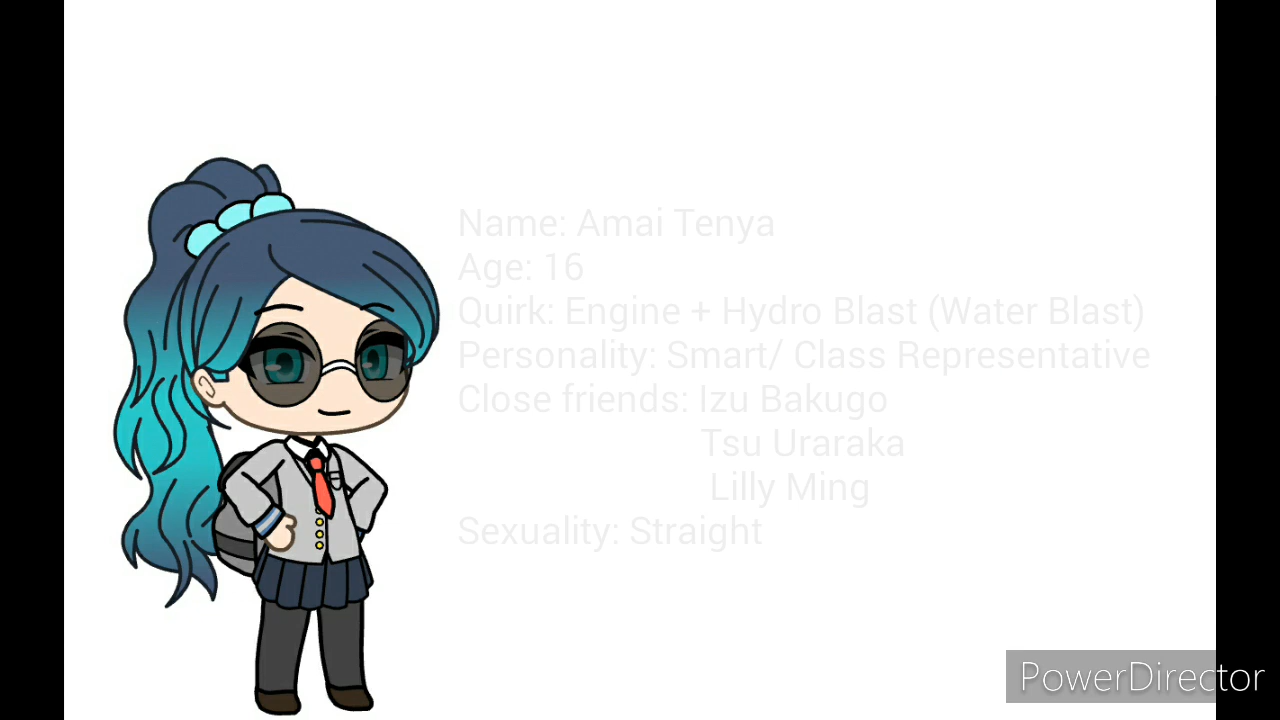 Name: Amai Tenya
Age: 16
Quirk: Engine + Hydro Blast (Water Blast)
Personality: Smart/ Class Representative
Close friends: Izu Bakugo
Tsu Uraraka
Lilly Ming
Sexuality: Straight
PowerDirector